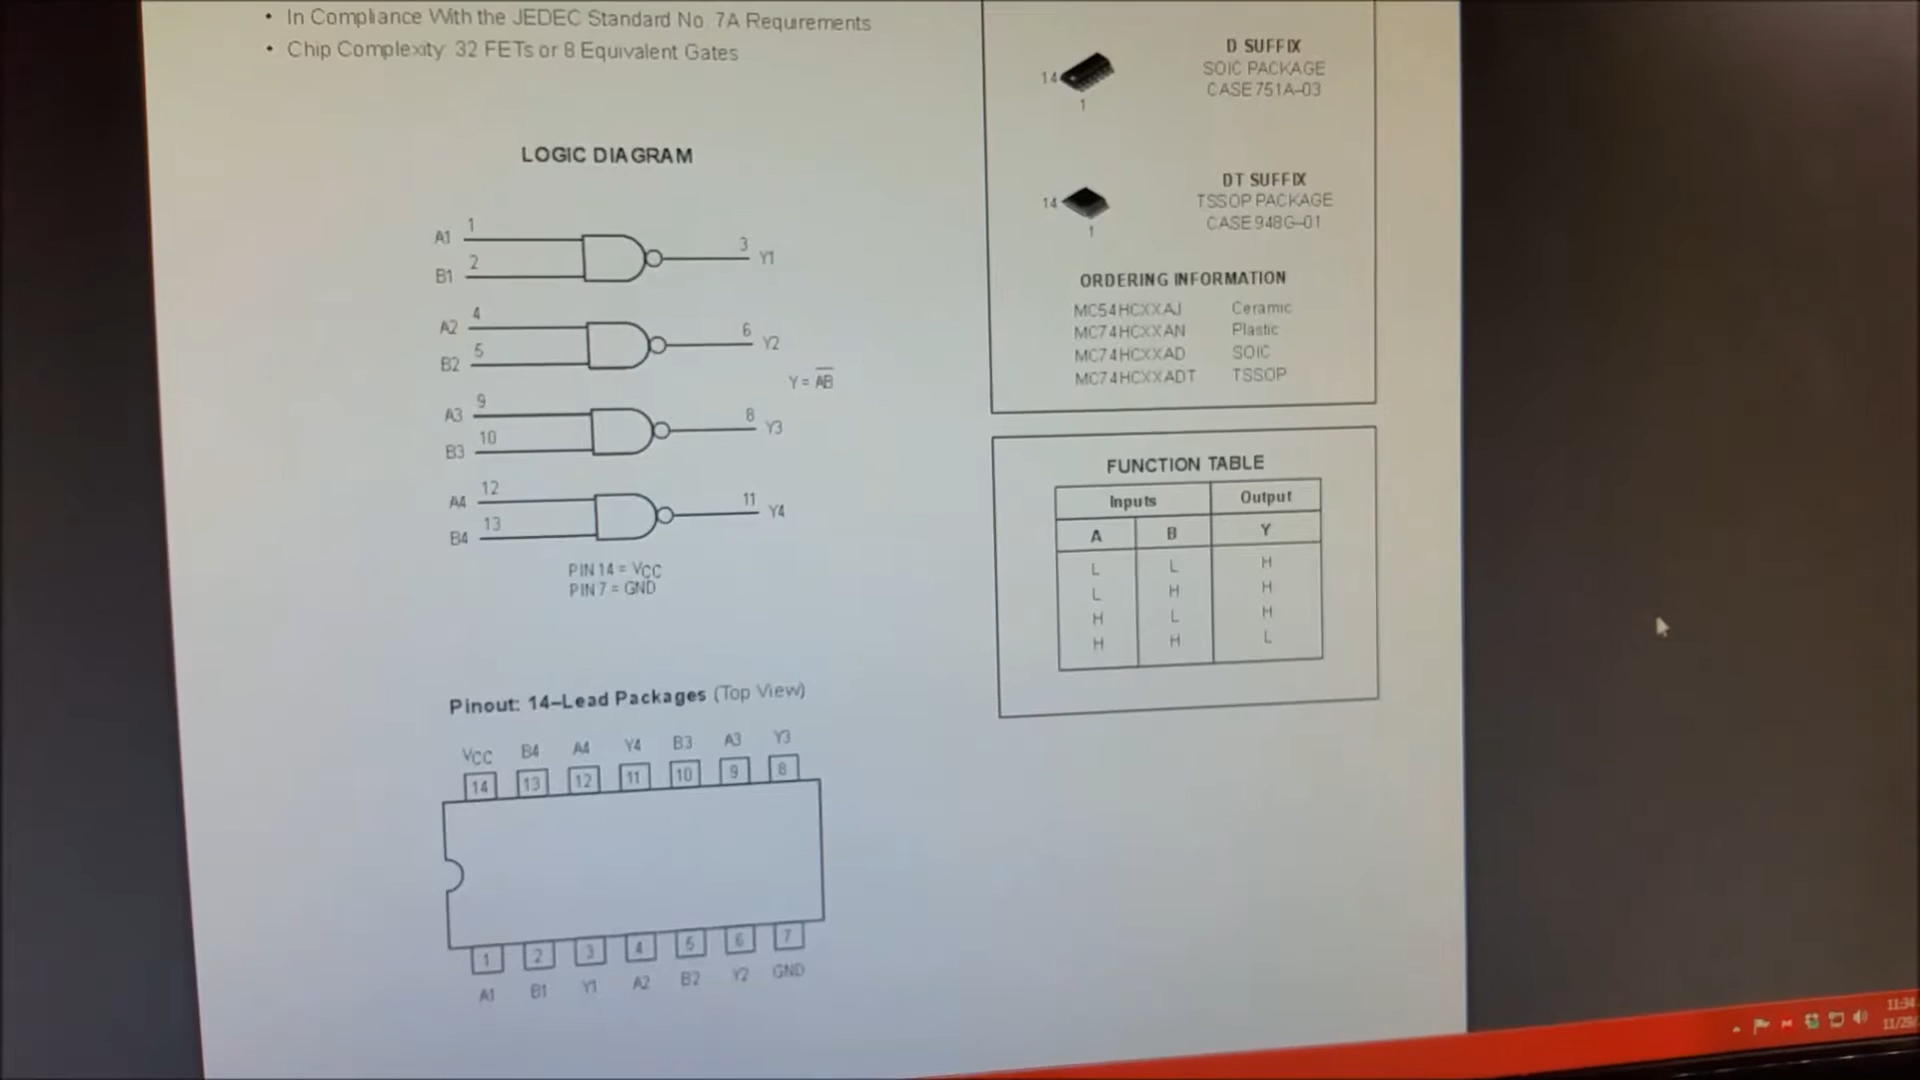 • In Compliance With the JEDEC Standard No. 7A Requirements
• Chip Complexity: 32 FETs or 8 Equivalent Gates
LOGIC DIAGRAM
A1 1
B1 2
3 Y1
A2 4
B2 5
6 Y2
Y = AB
A3 9
B3 10
8 Y3
A4 12
B4 13
11 Y4
PIN 14 = VCC
PIN 7 = GND
Pinout: 14–Lead Packages (Top View)
VCC B4 A4 Y4 B3 A3 Y3
14 13 12 11 10 9 8
1 2 3 4 5 6 7
A1 B1 Y1 A2 B2 Y2 GND
14
1
D SUFFIX
SOIC PACKAGE
CASE 751A–03
14
1
DT SUFFIX
TSSOP PACKAGE
CASE 948G–01
ORDERING INFORMATION
MC54HCXXAJ Ceramic
MC74HCXXAN Plastic
MC74HCXXAD SOIC
MC74HCXXADT TSSOP
FUNCTION TABLE
Inputs Output
A B Y
L L H
L H H
H L H
H H L
11:34
11/29/